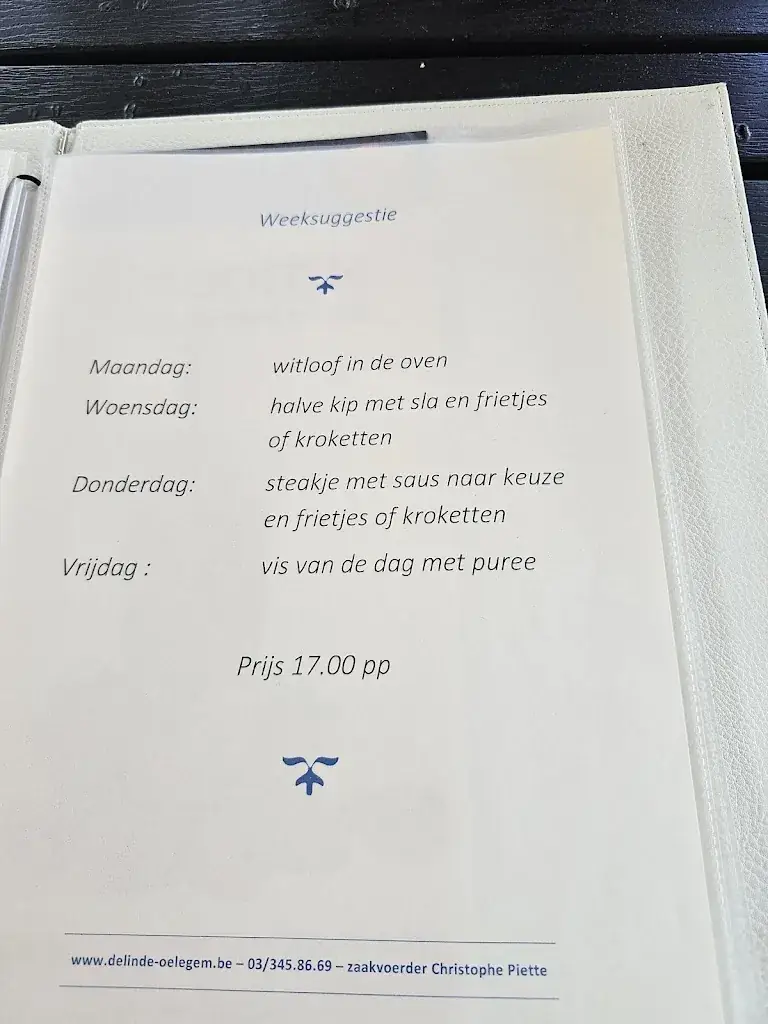 Weeksuggestie
Maandag: witloof in de oven
Woensdag: halve kip met sla en frietjes
of kroketten
Donderdag: steakje met saus naar keuze
en frietjes of kroketten
Vrijdag : vis van de dag met puree
Prijs 17.00 pp
www.delinde-oelegem.be – 03/345.86.69 – zaakvoerder Christophe Piette